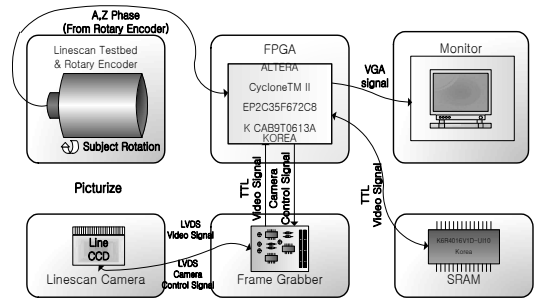 A,Z Phase
(From Rotary Encoder)
Linescan Testbed
& Rotary Encoder
Subject Rotation
FPGA
ALTERA
CycloneTM II
EP2C35F672C8
K CAB9T0613A
KOREA
VGA
signal
Monitor
Picturize
TTL
Video Signal
Camera
Control Signal
TTL
Video Signal
Line
CCD
Linescan Camera
LVDS
Video Signal
LVDS
Camera
Control Signal
Frame Grabber
K6R4016V1D-UI10
Korea
SRAM